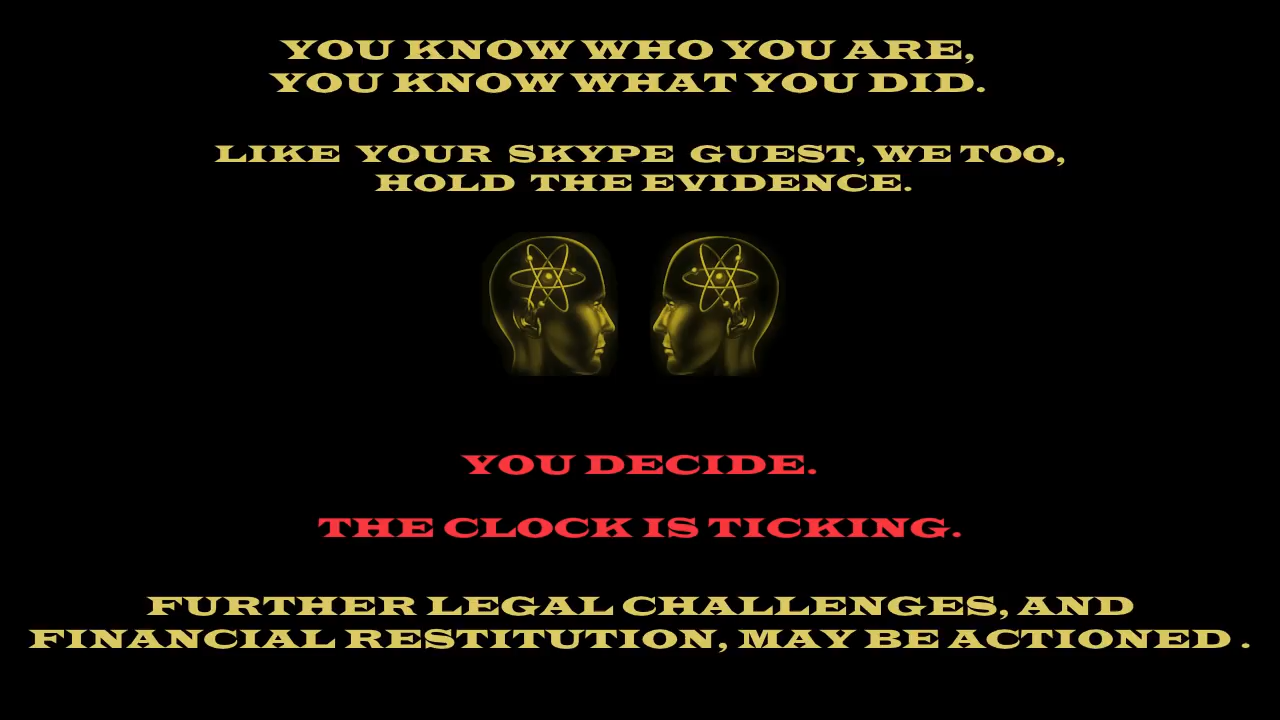 YOU KNOW WHO YOU ARE,
YOU KNOW WHAT YOU DID.
LIKE YOUR SKYPE GUEST, WE TOO,
HOLD THE EVIDENCE.
YOU DECIDE.
THE CLOCK IS TICKING.
FURTHER LEGAL CHALLENGES, AND
FINANCIAL RESTITUTION, MAY BE ACTIONED .